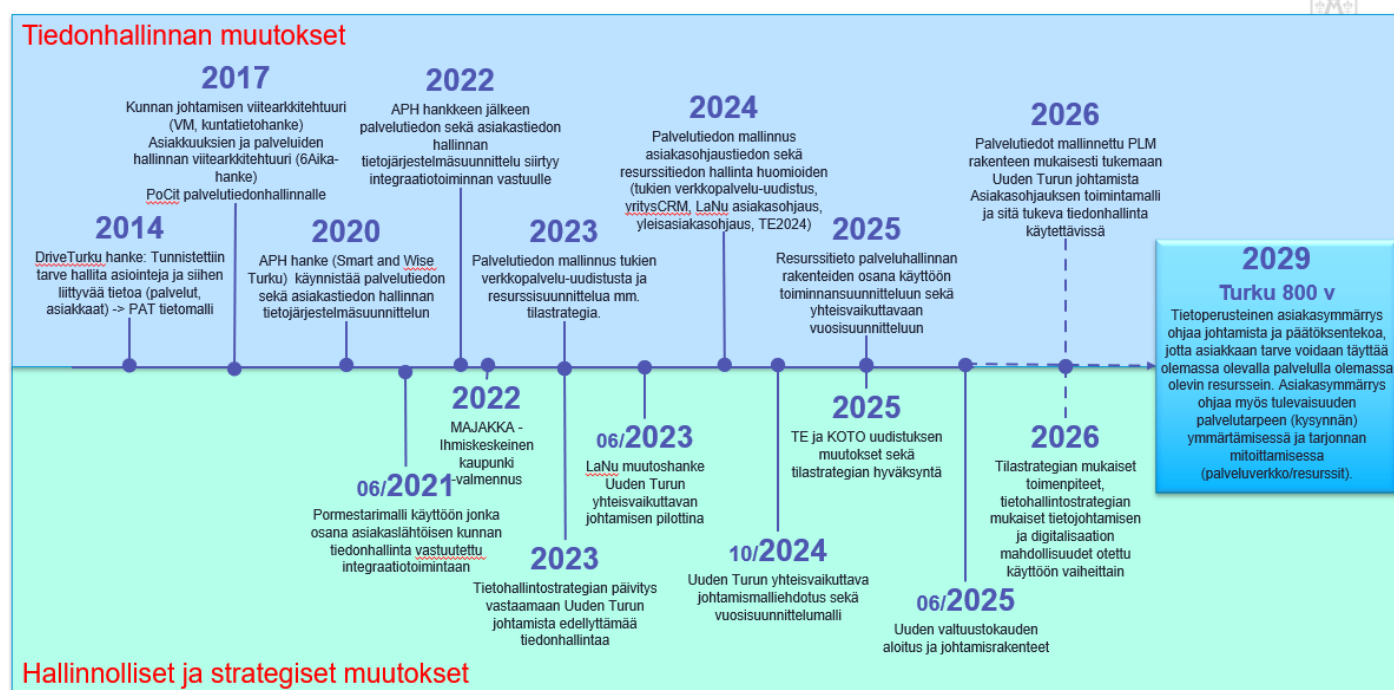 Tiedonhallinnan muutokset
2014
DriveTurku hanke: Tunnistettiin
tarve hallita asiointeja ja siihen
liittyvää tietoa (palvelut,
asiakkaat) -> PAT tietomalli
2017
Kunnan johtamisen viitearkkitehtuuri
(VM, kuntatietohanke)
Asiakkuuksien ja palveluiden
hallinnan viitearkkitehtuuri (6Aika-
hanke)
PoCit palvelutiedonhallinnalle
2020
APH hanke (Smart and Wise
Turku) käynnistää palvelutiedon
sekä asiakastiedon hallinnan
tietojärjestelmäsuunnittelun
2022
APH hankkeen jälkeen
palvelutiedon sekä asiakastiedon
hallinnan
tietojärjestelmäsuunnittelu siirtyy
integraatiotoiminnan vastuulle
2023
Palvelutiedon mallinnus tukien
verkkopalvelu-uudistusta ja
resurssisuunnittelua mm.
tilastrategia.
2024
Palvelutiedon mallinnus
asiakasohjaustiedon sekä
resurssitiedon hallinta huomioiden
(tukien verkkopalvelu-uudistus,
yritysCRM, LaNu asiakasohjaus,
yleisasiakasohjaus, TE2024)
2025
Resurssitieto palveluhallinnan
rakenteiden osana käyttöön
toiminnansuunnitteluun sekä
yhteisvaikuttavaan
vuosisuunnitteluun
2026
Palvelutiedot mallinnettu PLM
rakenteen mukaisesti tukemaan
Uuden Turun johtamista
Asiakasohjauksen toimintamalli
ja sitä tukeva tiedonhallinta
käytettävissä
2029
Turku 800 v
Tietoperusteinen asiakasymmärrys
ohjaa johtamista ja päätöksentekoa,
jotta asiakkaan tarve voidaan täyttää
olemassa olevalla palvelulla olemassa
olevin resurssein. Asiakasymmärrys
ohjaa myös tulevaisuuden
palvelutarpeen (kysynnän)
ymmärtämisessä ja tarjonnan
mitoittamisessa
(palveluverkko/resurssit).
06/2021
Pormestarimalli käyttöön jonka
osana asiakaslähtöisen kunnan
tiedonhallinta vastuutettu
integraatiotoimintaan
2022
MAJAKKA -
Ihmiskeskeinen
kaupunki
-valmennus
2023
Tietohallintostrategian päivitys
vastaamaan Uuden Turun
johtamista edellyttämää
tiedonhallintaa
06/2023
LaNu muutoshanke
Uuden Turun
yhteisvaikuttavan
johtamisen pilottina
10/2024
Uuden Turun yhteisvaikuttava
johtamismalliehdotus sekä
vuosisuunnittelumalli
2025
TE ja KOTO uudistuksen
muutokset sekä
tilastrategian hyväksyntä
06/2025
Uuden valtuustokauden
aloitus ja johtamisrakenteet
2026
Tilastrategian mukaiset
toimenpiteet,
tietohallintostrategian
mukaiset tietojohtamisen
ja digitalisaation
mahdollisuudet otettu
käyttöön vaiheittain
Hallinnolliset ja strategiset muutokset